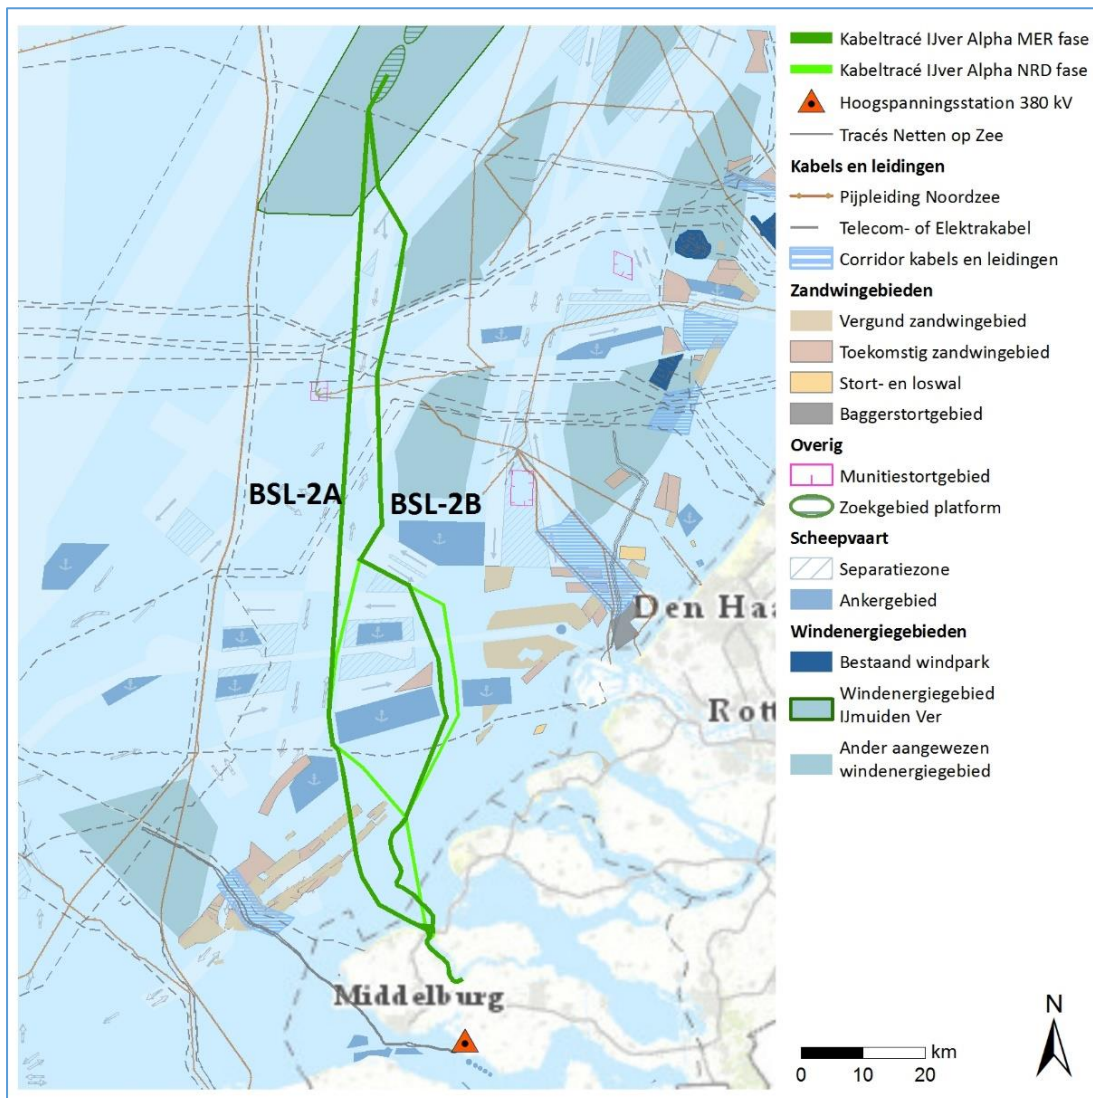 Kabeltracé IJver Alpha MER fase
Kabeltracé IJver Alpha NRD fase
Hoogspanningsstation 380 kV
Tracés Netten op Zee
Kabels en leidingen
Pijpleiding Noordzee
Telecom- of Elektrakabel
Corridor kabels en leidingen
Zandwingebieden
Vergund zandwingebied
Toekomstig zandwingebied
Stort- en loswal
Baggerstortgebied
Overig
Munitiestortgebied
Zoekgebied platform
Scheepvaart
Separatiezone
Ankergebied
Windenergiegebieden
Bestaand windpark
Windenergiegebied
IJmuiden Ver
Ander aangewezen
windenergiegebied
BSL-2A
BSL-2B
Den Haa
Rott
Middelburg
N
km
0 10 20